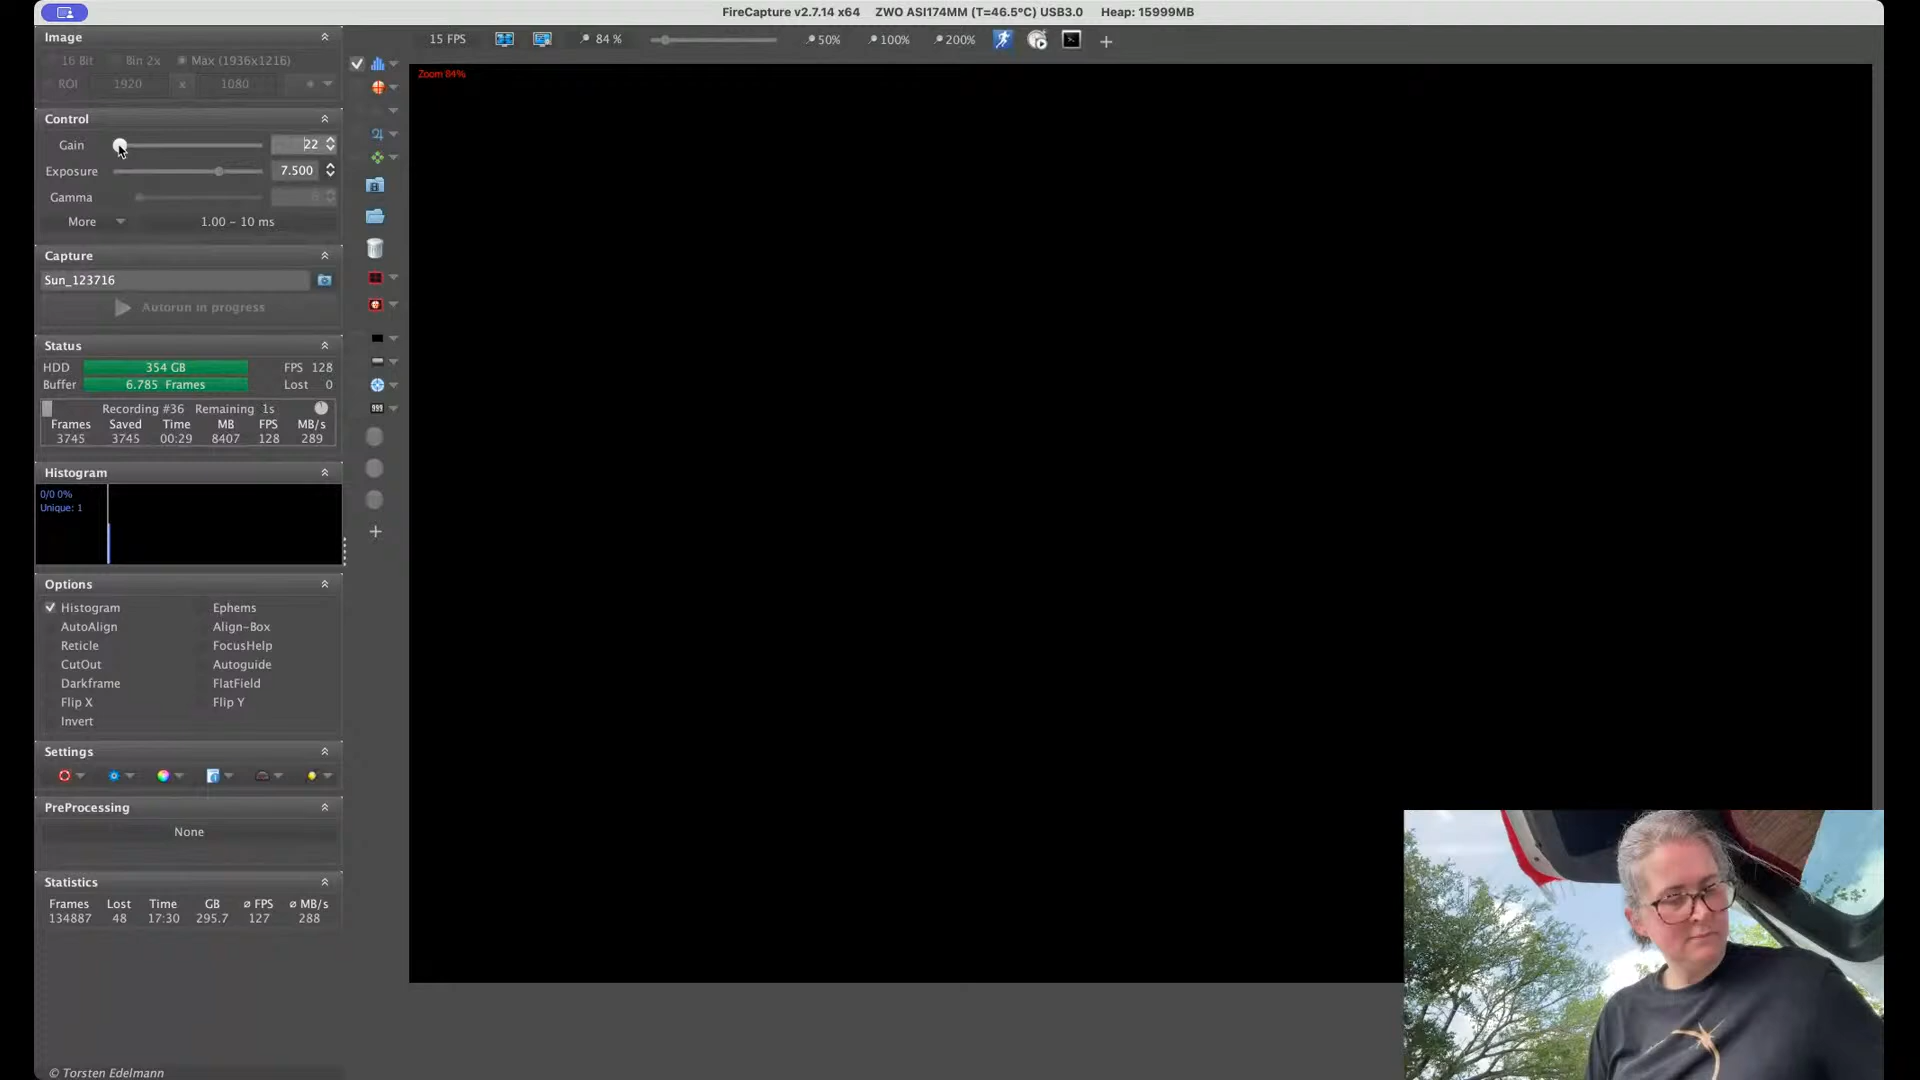 FireCapture v2.7.14 x64 ZWO ASI174MM (T=46.5°C) USB3.0 Heap: 15999MB
Image
15 FPS 84 % 50% 100% 200%
16 Bit Bin 2x Max (1936x1216)
ROI 1920 x 1080
Zoom 84%
Control
Gain 22
Exposure 7.500
Gamma
More 1.00 - 10 ms
Capture
Sun_123716
Autorun in progress
Status
HDD 354 GB FPS 128
Buffer 6.785 Frames Lost 0
Recording #36 Remaining 1s
Frames Saved Time MB FPS MB/s
3745 3745 00:29 8407 128 289
999
Histogram
0/0 0%
Unique: 1
Options
Histogram Ephems
AutoAlign Align-Box
Reticle FocusHelp
CutOut Autoguide
Darkframe FlatField
Flip X Flip Y
Invert
Settings
PreProcessing
None
Statistics
Frames Lost Time GB ø FPS ø MB/s
134887 48 17:30 295.7 127 288
© Torsten Edelmann